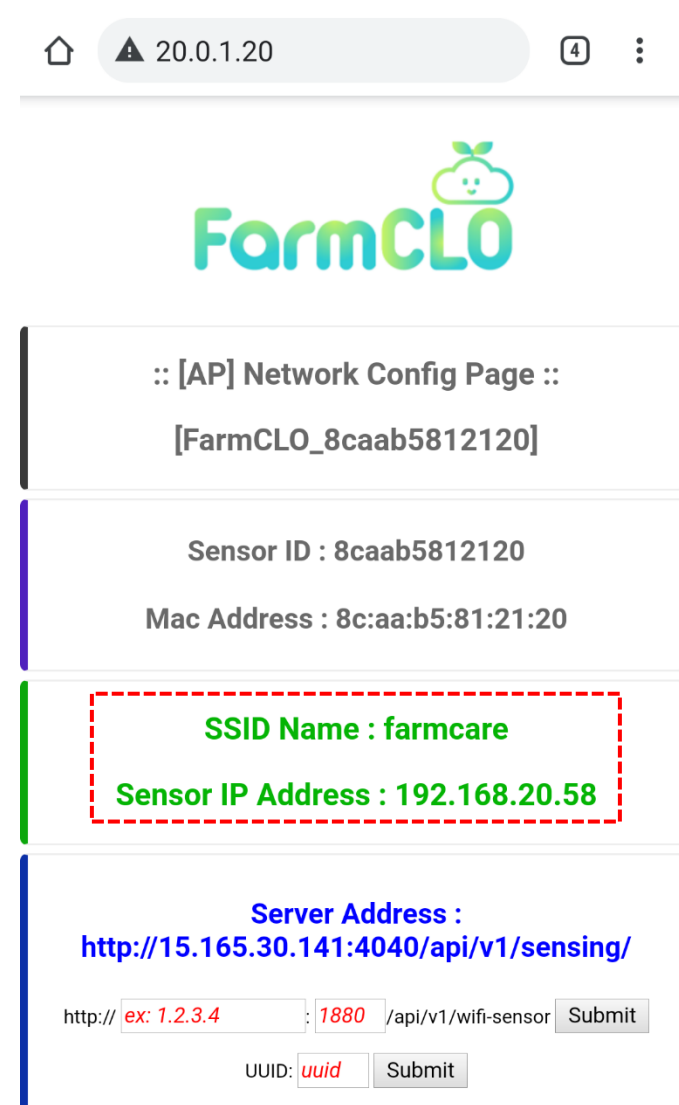 20.0.1.20
4
FarmCLO
:: [AP] Network Config Page ::
[FarmCLO_8caab5812120]
Sensor ID : 8caab5812120
Mac Address : 8c:aa:b5:81:21:20
SSID Name : farmcare
Sensor IP Address : 192.168.20.58
Server Address :
http://15.165.30.141:4040/api/v1/sensing/
http:// ex: 1.2.3.4 : 1880 /api/v1/wifi-sensor Submit
UUID: uuid Submit